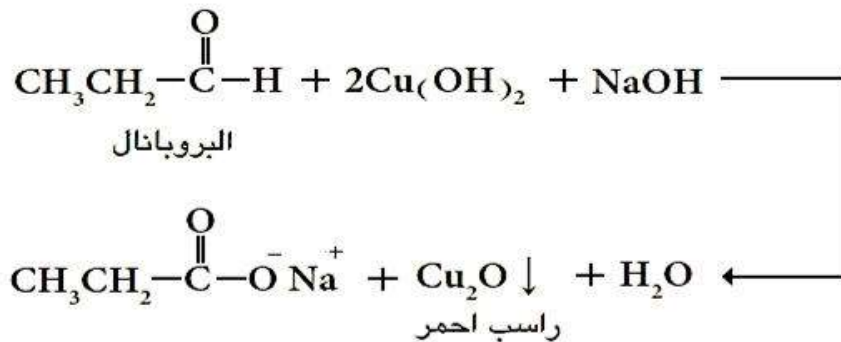 O
CH₃CH₂—C—H + 2Cu(OH)₂ + NaOH
البروبانال
O
CH₃CH₂—C—O⁻ Na⁺ + Cu₂O ↓ + H₂O
راسب احمر